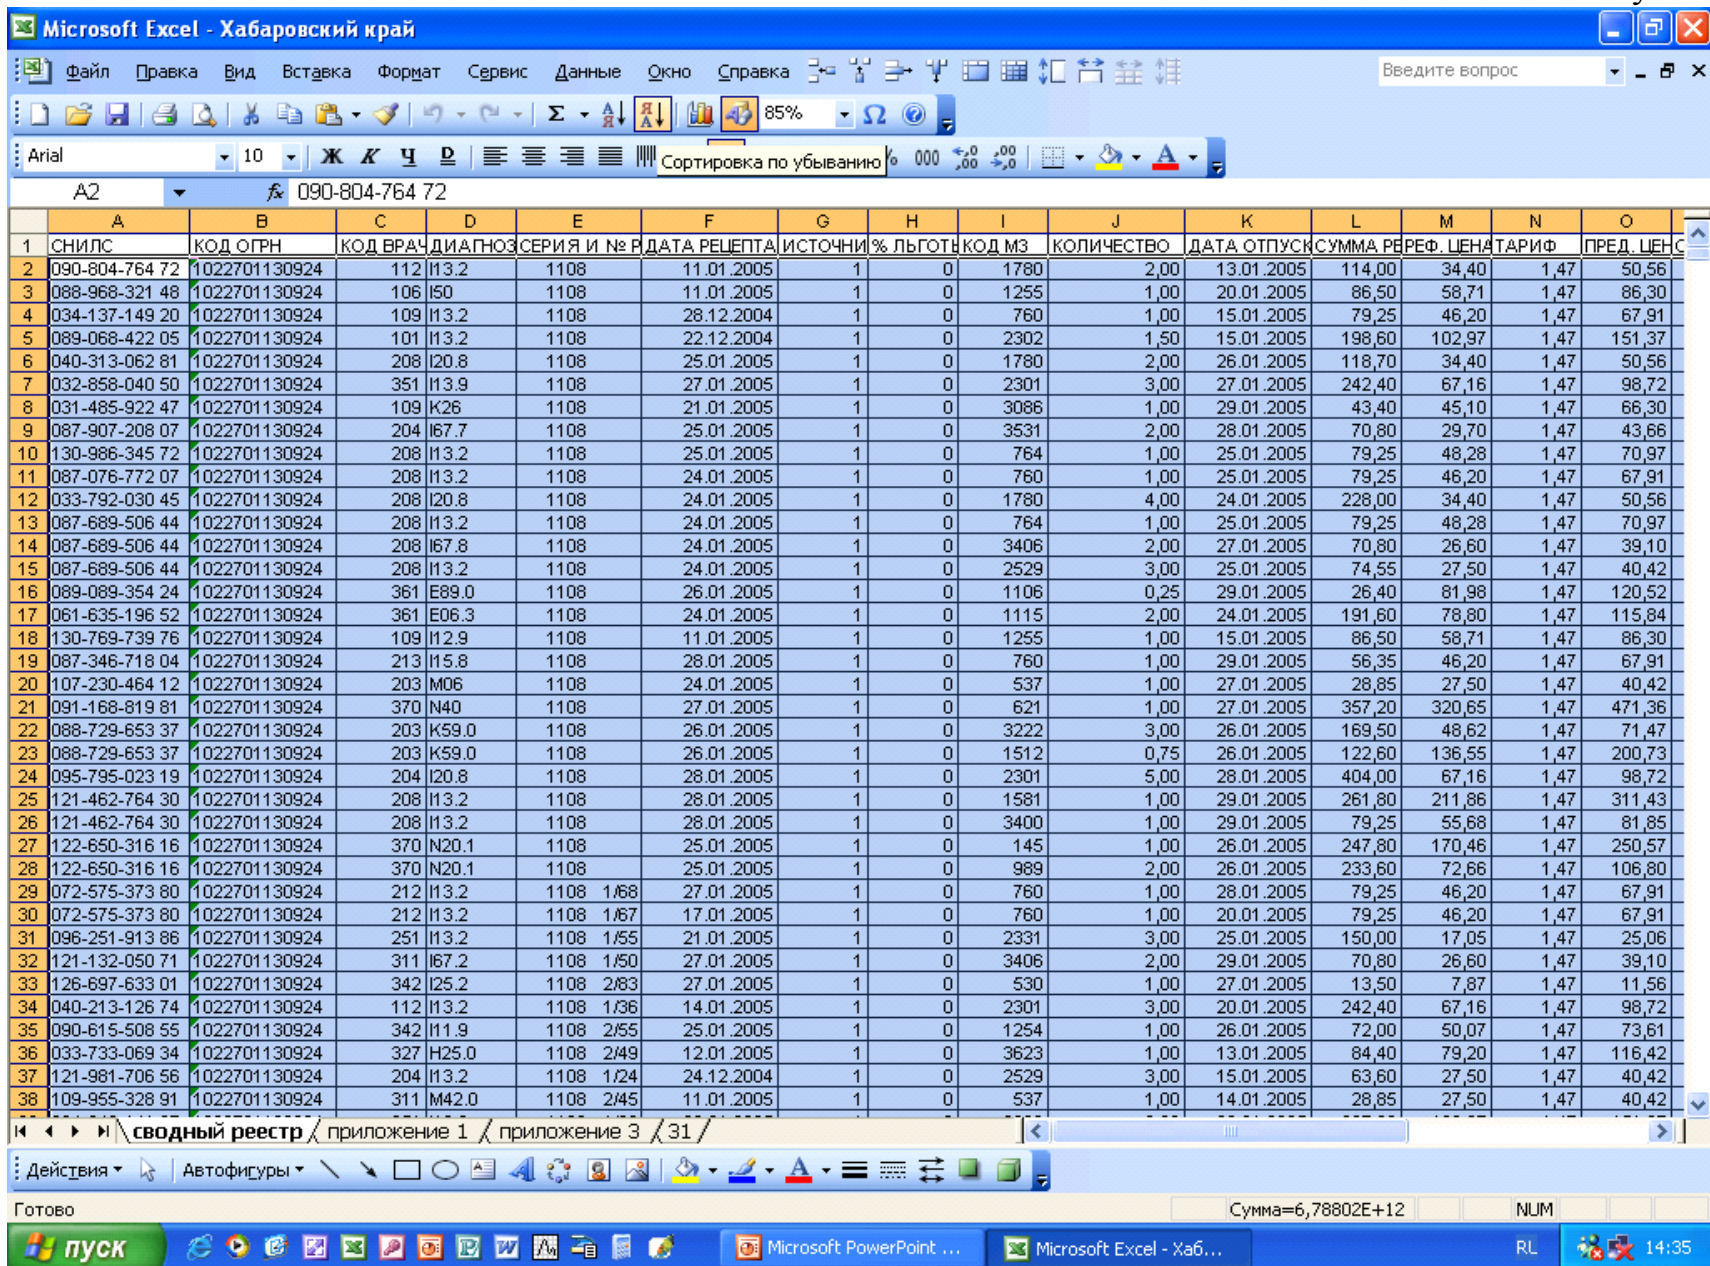 у
Microsoft Excel - Хабаровский край
Файл Правка Вид Вставка Формат Сервис Данные Окно Справка Введите вопрос
85%
Arial 10 Ж К Ч D Сортировка по убыванию % 000
A2 fx 090-804-764 72
A B C D E F G H I J K L M N O
1 СНИЛС КОД ОГРН КОД ВРАЧ ДИАГНОЗ СЕРИЯ И № Р ДАТА РЕЦЕПТА ИСТОЧНИ % ЛЬГОТЬ КОД МЗ КОЛИЧЕСТВО ДАТА ОТПУСК СУММА РЕ РЕФ. ЦЕНА ТАРИФ ПРЕД. ЦЕН
2 090-804-764 72 1022701130924 112 I13.2 1108 11.01.2005 1 0 1780 2,00 13.01.2005 114,00 34,40 1,47 50,56
3 088-968-321 48 1022701130924 106 I50 1108 11.01.2005 1 0 1255 1,00 20.01.2005 86,50 58,71 1,47 86,30
4 034-137-149 20 1022701130924 109 I13.2 1108 28.12.2004 1 0 760 1,00 15.01.2005 79,25 46,20 1,47 67,91
5 089-068-422 05 1022701130924 101 I13.2 1108 22.12.2004 1 0 2302 1,50 15.01.2005 198,60 102,97 1,47 151,37
6 040-313-062 81 1022701130924 208 I20.8 1108 25.01.2005 1 0 1780 2,00 26.01.2005 118,70 34,40 1,47 50,56
7 032-858-040 50 1022701130924 351 I13.9 1108 27.01.2005 1 0 2301 3,00 27.01.2005 242,40 67,16 1,47 98,72
8 031-485-922 47 1022701130924 109 K26 1108 21.01.2005 1 0 3086 1,00 29.01.2005 43,40 45,10 1,47 66,30
9 087-907-208 07 1022701130924 204 I67.7 1108 25.01.2005 1 0 3531 2,00 28.01.2005 70,80 29,70 1,47 43,66
10 130-986-345 72 1022701130924 208 I13.2 1108 25.01.2005 1 0 764 1,00 25.01.2005 79,25 48,28 1,47 70,97
11 087-076-772 07 1022701130924 208 I13.2 1108 24.01.2005 1 0 760 1,00 25.01.2005 79,25 46,20 1,47 67,91
12 033-792-030 45 1022701130924 208 I20.8 1108 24.01.2005 1 0 1780 4,00 24.01.2005 228,00 34,40 1,47 50,56
13 087-689-506 44 1022701130924 208 I13.2 1108 24.01.2005 1 0 764 1,00 25.01.2005 79,25 48,28 1,47 70,97
14 087-689-506 44 1022701130924 208 I67.8 1108 24.01.2005 1 0 3406 2,00 27.01.2005 70,80 26,60 1,47 39,10
15 087-689-506 44 1022701130924 208 I13.2 1108 24.01.2005 1 0 2529 3,00 25.01.2005 74,55 27,50 1,47 40,42
16 089-089-354 24 1022701130924 361 E89.0 1108 26.01.2005 1 0 1106 0,25 29.01.2005 26,40 81,98 1,47 120,52
17 061-635-196 52 1022701130924 361 E06.3 1108 24.01.2005 1 0 1115 2,00 24.01.2005 191,60 78,80 1,47 115,84
18 130-769-739 76 1022701130924 109 I12.9 1108 11.01.2005 1 0 1255 1,00 15.01.2005 86,50 58,71 1,47 86,30
19 087-346-718 04 1022701130924 213 I15.8 1108 28.01.2005 1 0 760 1,00 29.01.2005 56,35 46,20 1,47 67,91
20 107-230-464 12 1022701130924 203 M06 1108 24.01.2005 1 0 537 1,00 27.01.2005 28,85 27,50 1,47 40,42
21 091-168-819 81 1022701130924 370 N40 1108 27.01.2005 1 0 621 1,00 27.01.2005 357,20 320,65 1,47 471,36
22 088-729-653 37 1022701130924 203 K59.0 1108 26.01.2005 1 0 3222 3,00 26.01.2005 169,50 48,62 1,47 71,47
23 088-729-653 37 1022701130924 203 K59.0 1108 26.01.2005 1 0 1512 0,75 26.01.2005 122,60 136,55 1,47 200,73
24 095-795-023 19 1022701130924 204 I20.8 1108 28.01.2005 1 0 2301 5,00 28.01.2005 404,00 67,16 1,47 98,72
25 121-462-764 30 1022701130924 208 I13.2 1108 28.01.2005 1 0 1581 1,00 29.01.2005 261,80 211,86 1,47 311,43
26 121-462-764 30 1022701130924 208 I13.2 1108 28.01.2005 1 0 3400 1,00 29.01.2005 79,25 55,68 1,47 81,85
27 122-650-316 16 1022701130924 370 N20.1 1108 25.01.2005 1 0 145 1,00 26.01.2005 247,80 170,46 1,47 250,57
28 122-650-316 16 1022701130924 370 N20.1 1108 25.01.2005 1 0 989 2,00 26.01.2005 233,60 72,66 1,47 106,80
29 072-575-373 80 1022701130924 212 I13.2 1108 1/68 27.01.2005 1 0 760 1,00 28.01.2005 79,25 46,20 1,47 67,91
30 072-575-373 80 1022701130924 212 I13.2 1108 1/67 17.01.2005 1 0 760 1,00 20.01.2005 79,25 46,20 1,47 67,91
31 096-251-913 86 1022701130924 251 I13.2 1108 1/55 21.01.2005 1 0 2331 3,00 25.01.2005 150,00 17,05 1,47 25,06
32 121-132-050 71 1022701130924 311 I67.2 1108 1/50 27.01.2005 1 0 3406 2,00 29.01.2005 70,80 26,60 1,47 39,10
33 126-697-633 01 1022701130924 342 I25.2 1108 2/83 27.01.2005 1 0 530 1,00 27.01.2005 13,50 7,87 1,47 11,56
34 040-213-126 74 1022701130924 112 I13.2 1108 1/36 14.01.2005 1 0 2301 3,00 20.01.2005 242,40 67,16 1,47 98,72
35 090-615-508 55 1022701130924 342 I11.9 1108 2/55 25.01.2005 1 0 1254 1,00 26.01.2005 72,00 50,07 1,47 73,61
36 033-733-069 34 1022701130924 327 H25.0 1108 2/49 12.01.2005 1 0 3623 1,00 13.01.2005 84,40 79,20 1,47 116,42
37 121-981-706 56 1022701130924 204 I13.2 1108 1/24 24.12.2004 1 0 2529 3,00 15.01.2005 63,60 27,50 1,47 40,42
38 109-955-328 91 1022701130924 311 M42.0 1108 2/45 11.01.2005 1 0 537 1,00 14.01.2005 28,85 27,50 1,47 40,42
сводный реестр приложение 1 приложение 3 31
Действия Автофигуры
Готово Сумма=6,78802E+12 NUM
пуск Microsoft PowerPoint ... Microsoft Excel - Хаб... RL 14:35